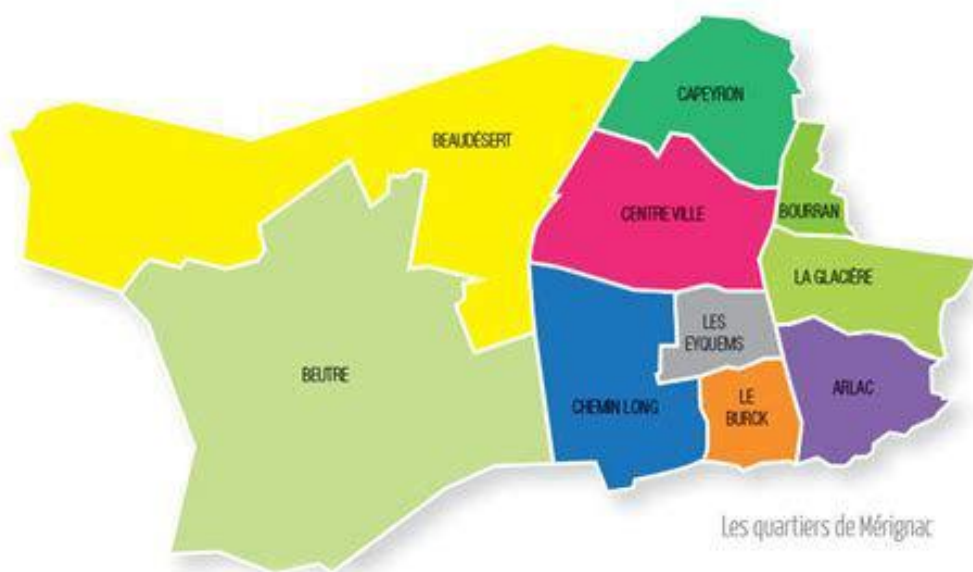 CAPEYRON
BEAUDÉSERT
CENTRE VILLE
BOURRAN
LA GLACIÈRE
LES
EYQUEMS
BEUTRE
CHEMIN LONG
LE
BURCK
ARLAC
Les quartiers de Mérignac